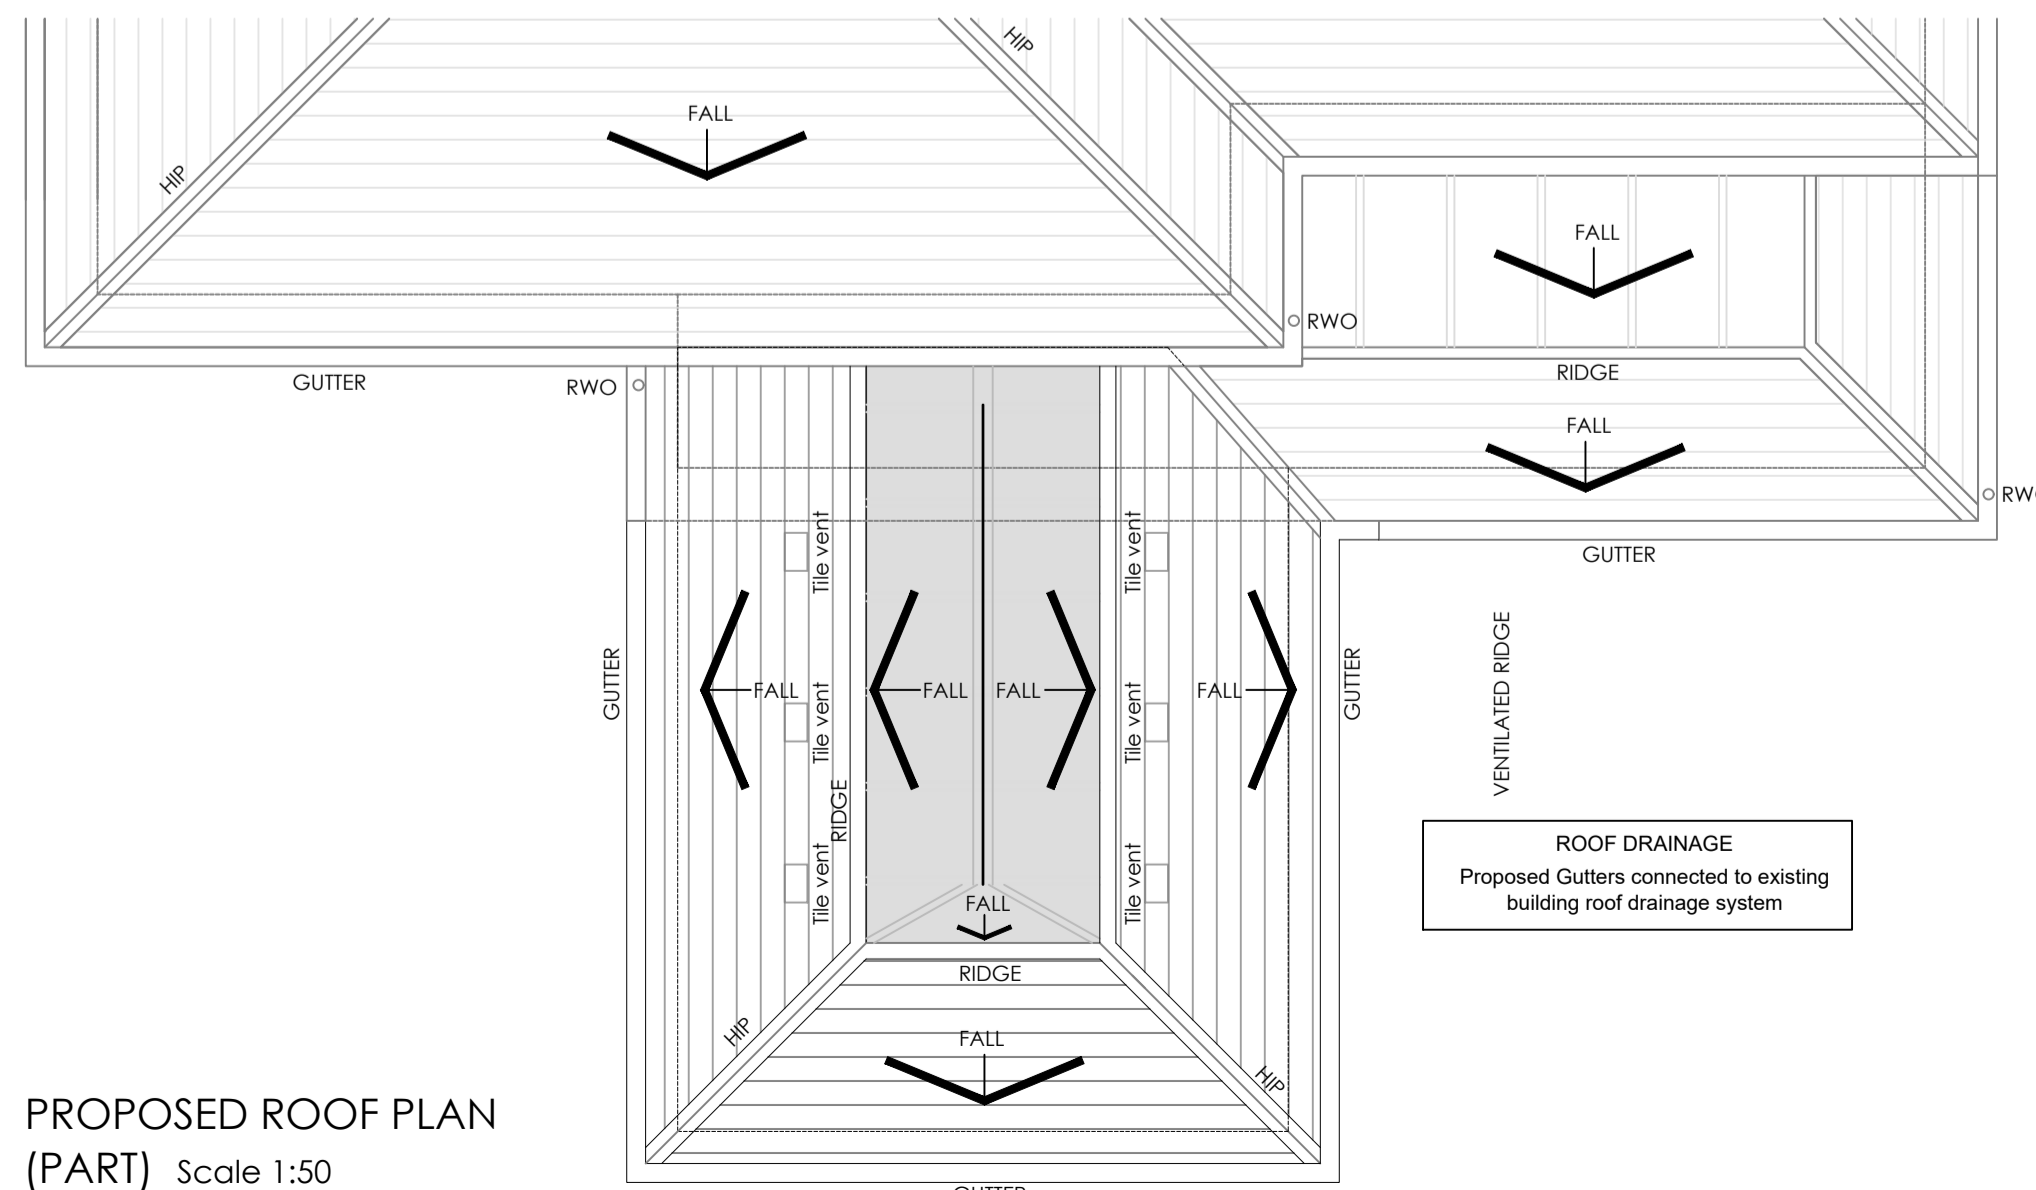 HIP
FALL
HIP
FALL
RWO
RIDGE
GUTTER
RWO
FALL
RWO
GUTTER
Tile vent
Tile vent
GUTTER
FALL
FALL
FALL
FALL
GUTTER
VENTILATED RIDGE
Tile vent
Tile vent
RIDGE
Tile vent
Tile vent
FALL
RIDGE
ROOF DRAINAGE
Proposed Gutters connected to existing
building roof drainage system
HIP
FALL
HIP
PROPOSED ROOF PLAN
(PART) Scale 1:50